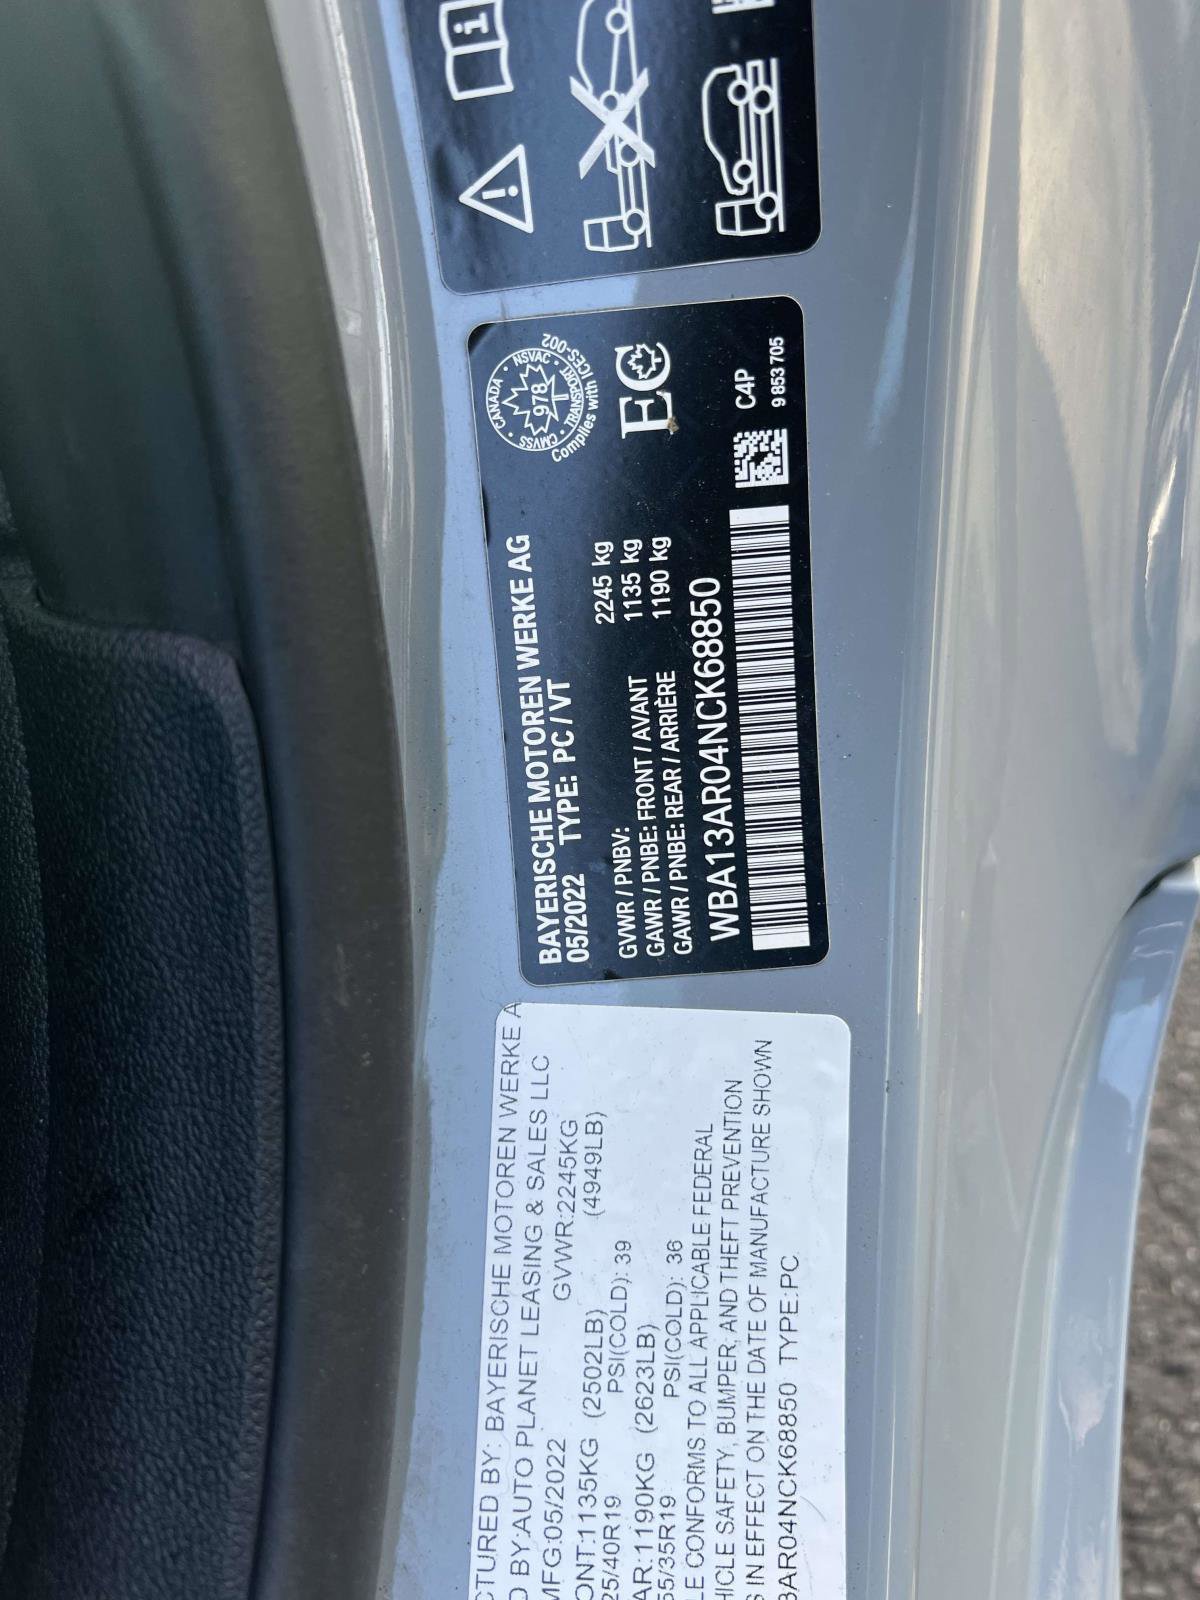 CANADA · NSVAC · TRANSPORT · CMVSS
978
Complies with ICES-002
EC
BAYERISCHE MOTOREN WERKE AG
05/2022 TYPE: PC / VT
GVWR / PNBV: 2245 kg
GAWR / PNBE: FRONT / AVANT 1135 kg
GAWR / PNBE: REAR / ARRIÈRE 1190 kg
WBA13AR04NCK68850
C4P
9 853 705
CTURED BY: BAYERISCHE MOTOREN WERKE A
D BY:AUTO PLANET LEASING & SALES LLC
MFG:05/2022 GVWR:2245KG
ONT:1135KG (2502LB) (4949LB)
25/40R19 PSI(COLD): 39
AR:1190KG (2623LB)
55/35R19 PSI(COLD): 36
LE CONFORMS TO ALL APPLICABLE FEDERAL
HICLE SAFETY, BUMPER, AND THEFT PREVENTION
S IN EFFECT ON THE DATE OF MANUFACTURE SHOWN
3AR04NCK68850 TYPE:PC